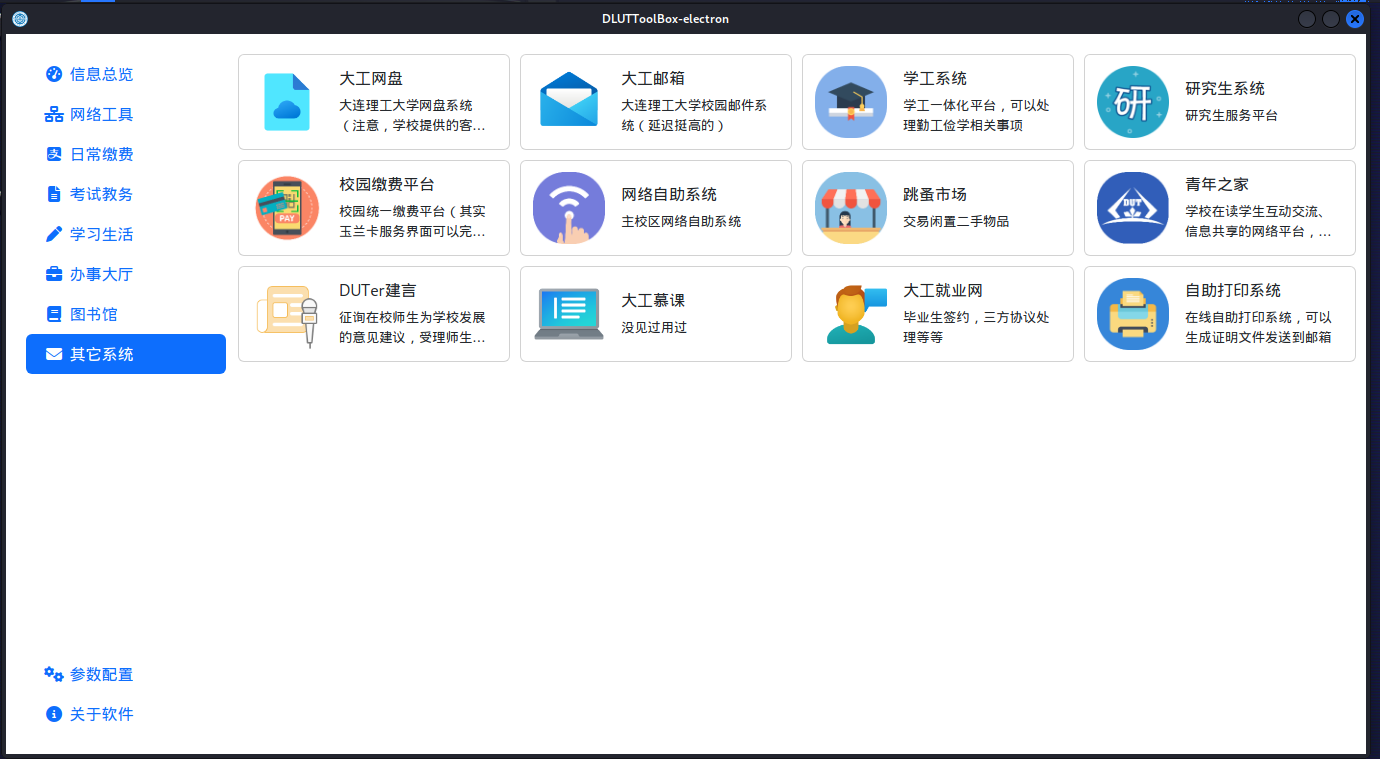 DLUTToolBox-electron
信息总览
网络工具
日常缴费
考试教务
学习生活
办事大厅
图书馆
其它系统
参数配置
关于软件
大工网盘
大连理工大学网盘系统
（注意，学校提供的客...
大工邮箱
大连理工大学校园邮件系
统（延迟挺高的）
学工系统
学工一体化平台，可以处
理勤工俭学相关事项
研
研究生系统
研究生服务平台
PAY
校园缴费平台
校园统一缴费平台（其实
玉兰卡服务界面可以完...
网络自助系统
主校区网络自助系统
跳蚤市场
交易闲置二手物品
DUT
青年之家
学校在读学生互动交流、
信息共享的网络平台，...
DUTer建言
征询在校师生为学校发展
的意见建议，受理师生...
大工慕课
没见过用过
大工就业网
毕业生签约，三方协议处
理等等
自助打印系统
在线自助打印系统，可以
生成证明文件发送到邮箱